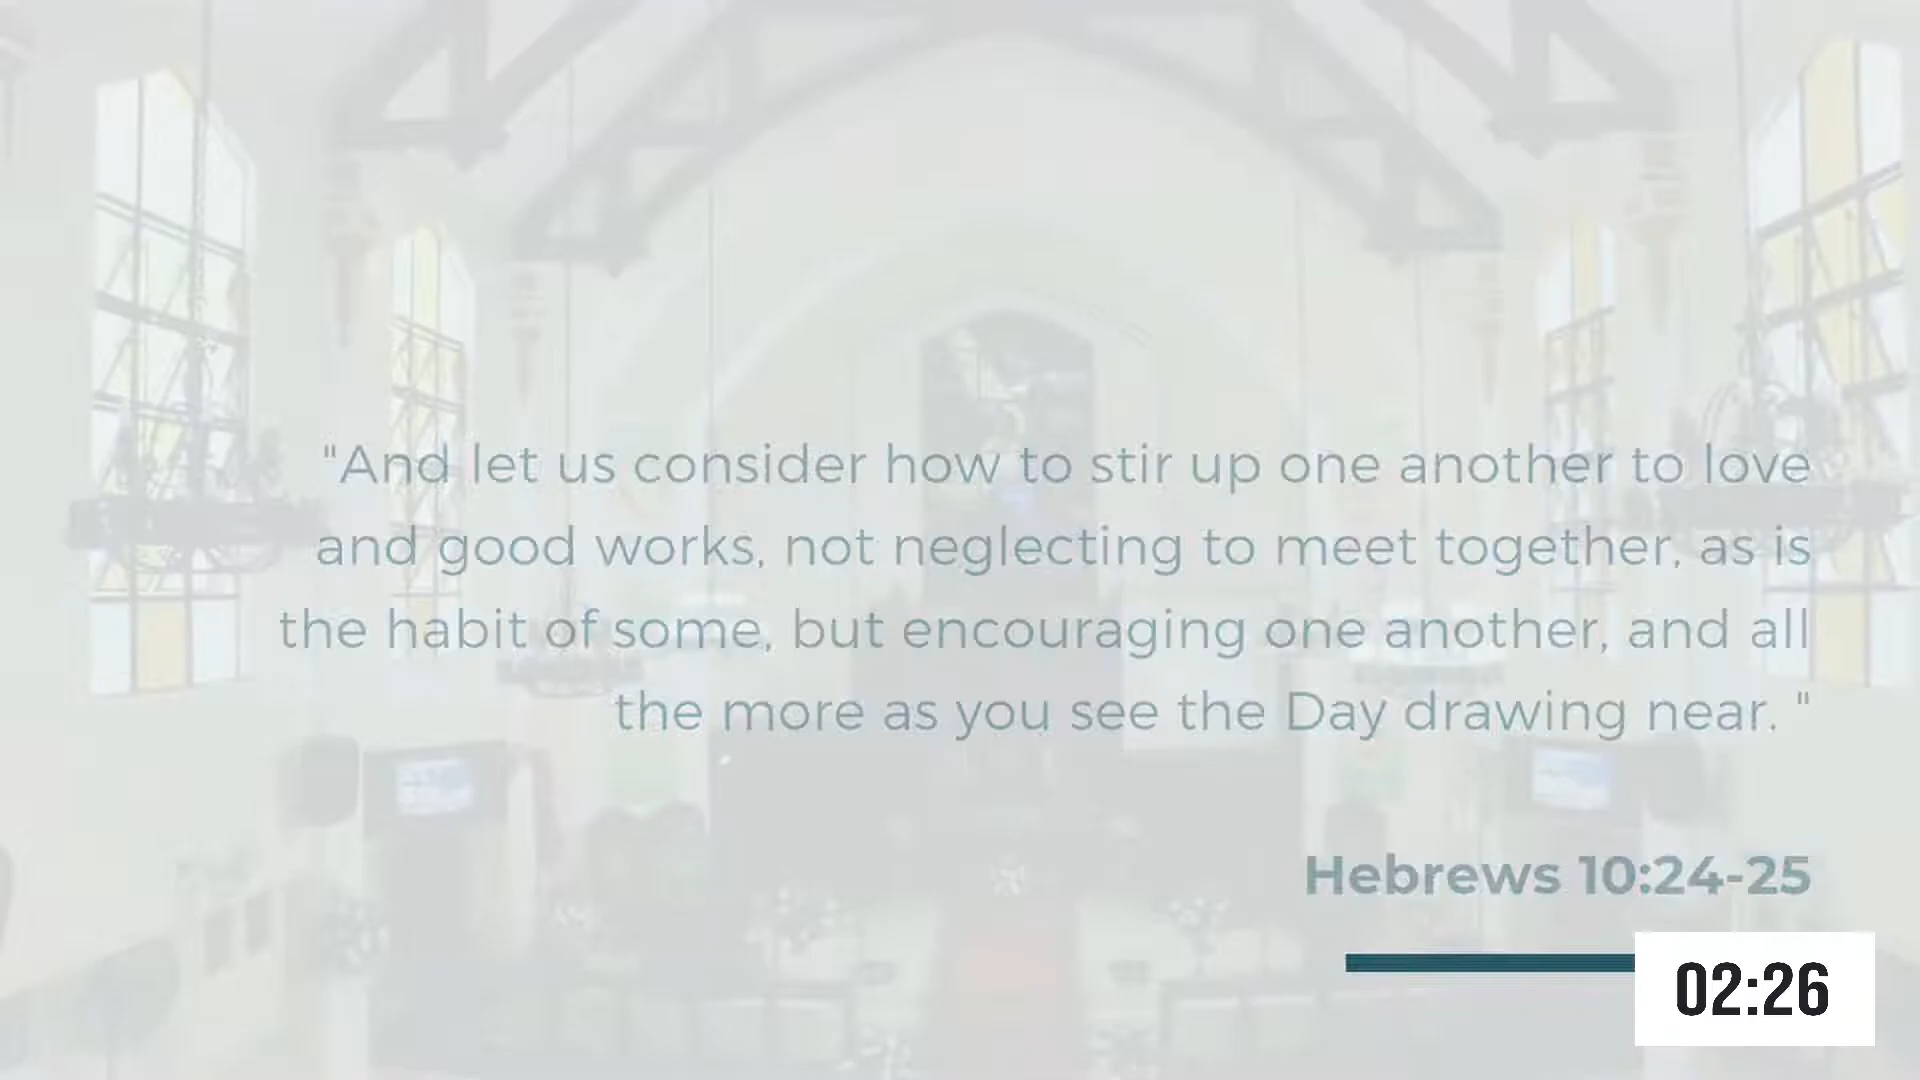 "And let us consider how to stir up one another to love
and good works, not neglecting to meet together, as is
the habit of some, but encouraging one another, and all
the more as you see the Day drawing near. "
Hebrews 10:24-25
02:26